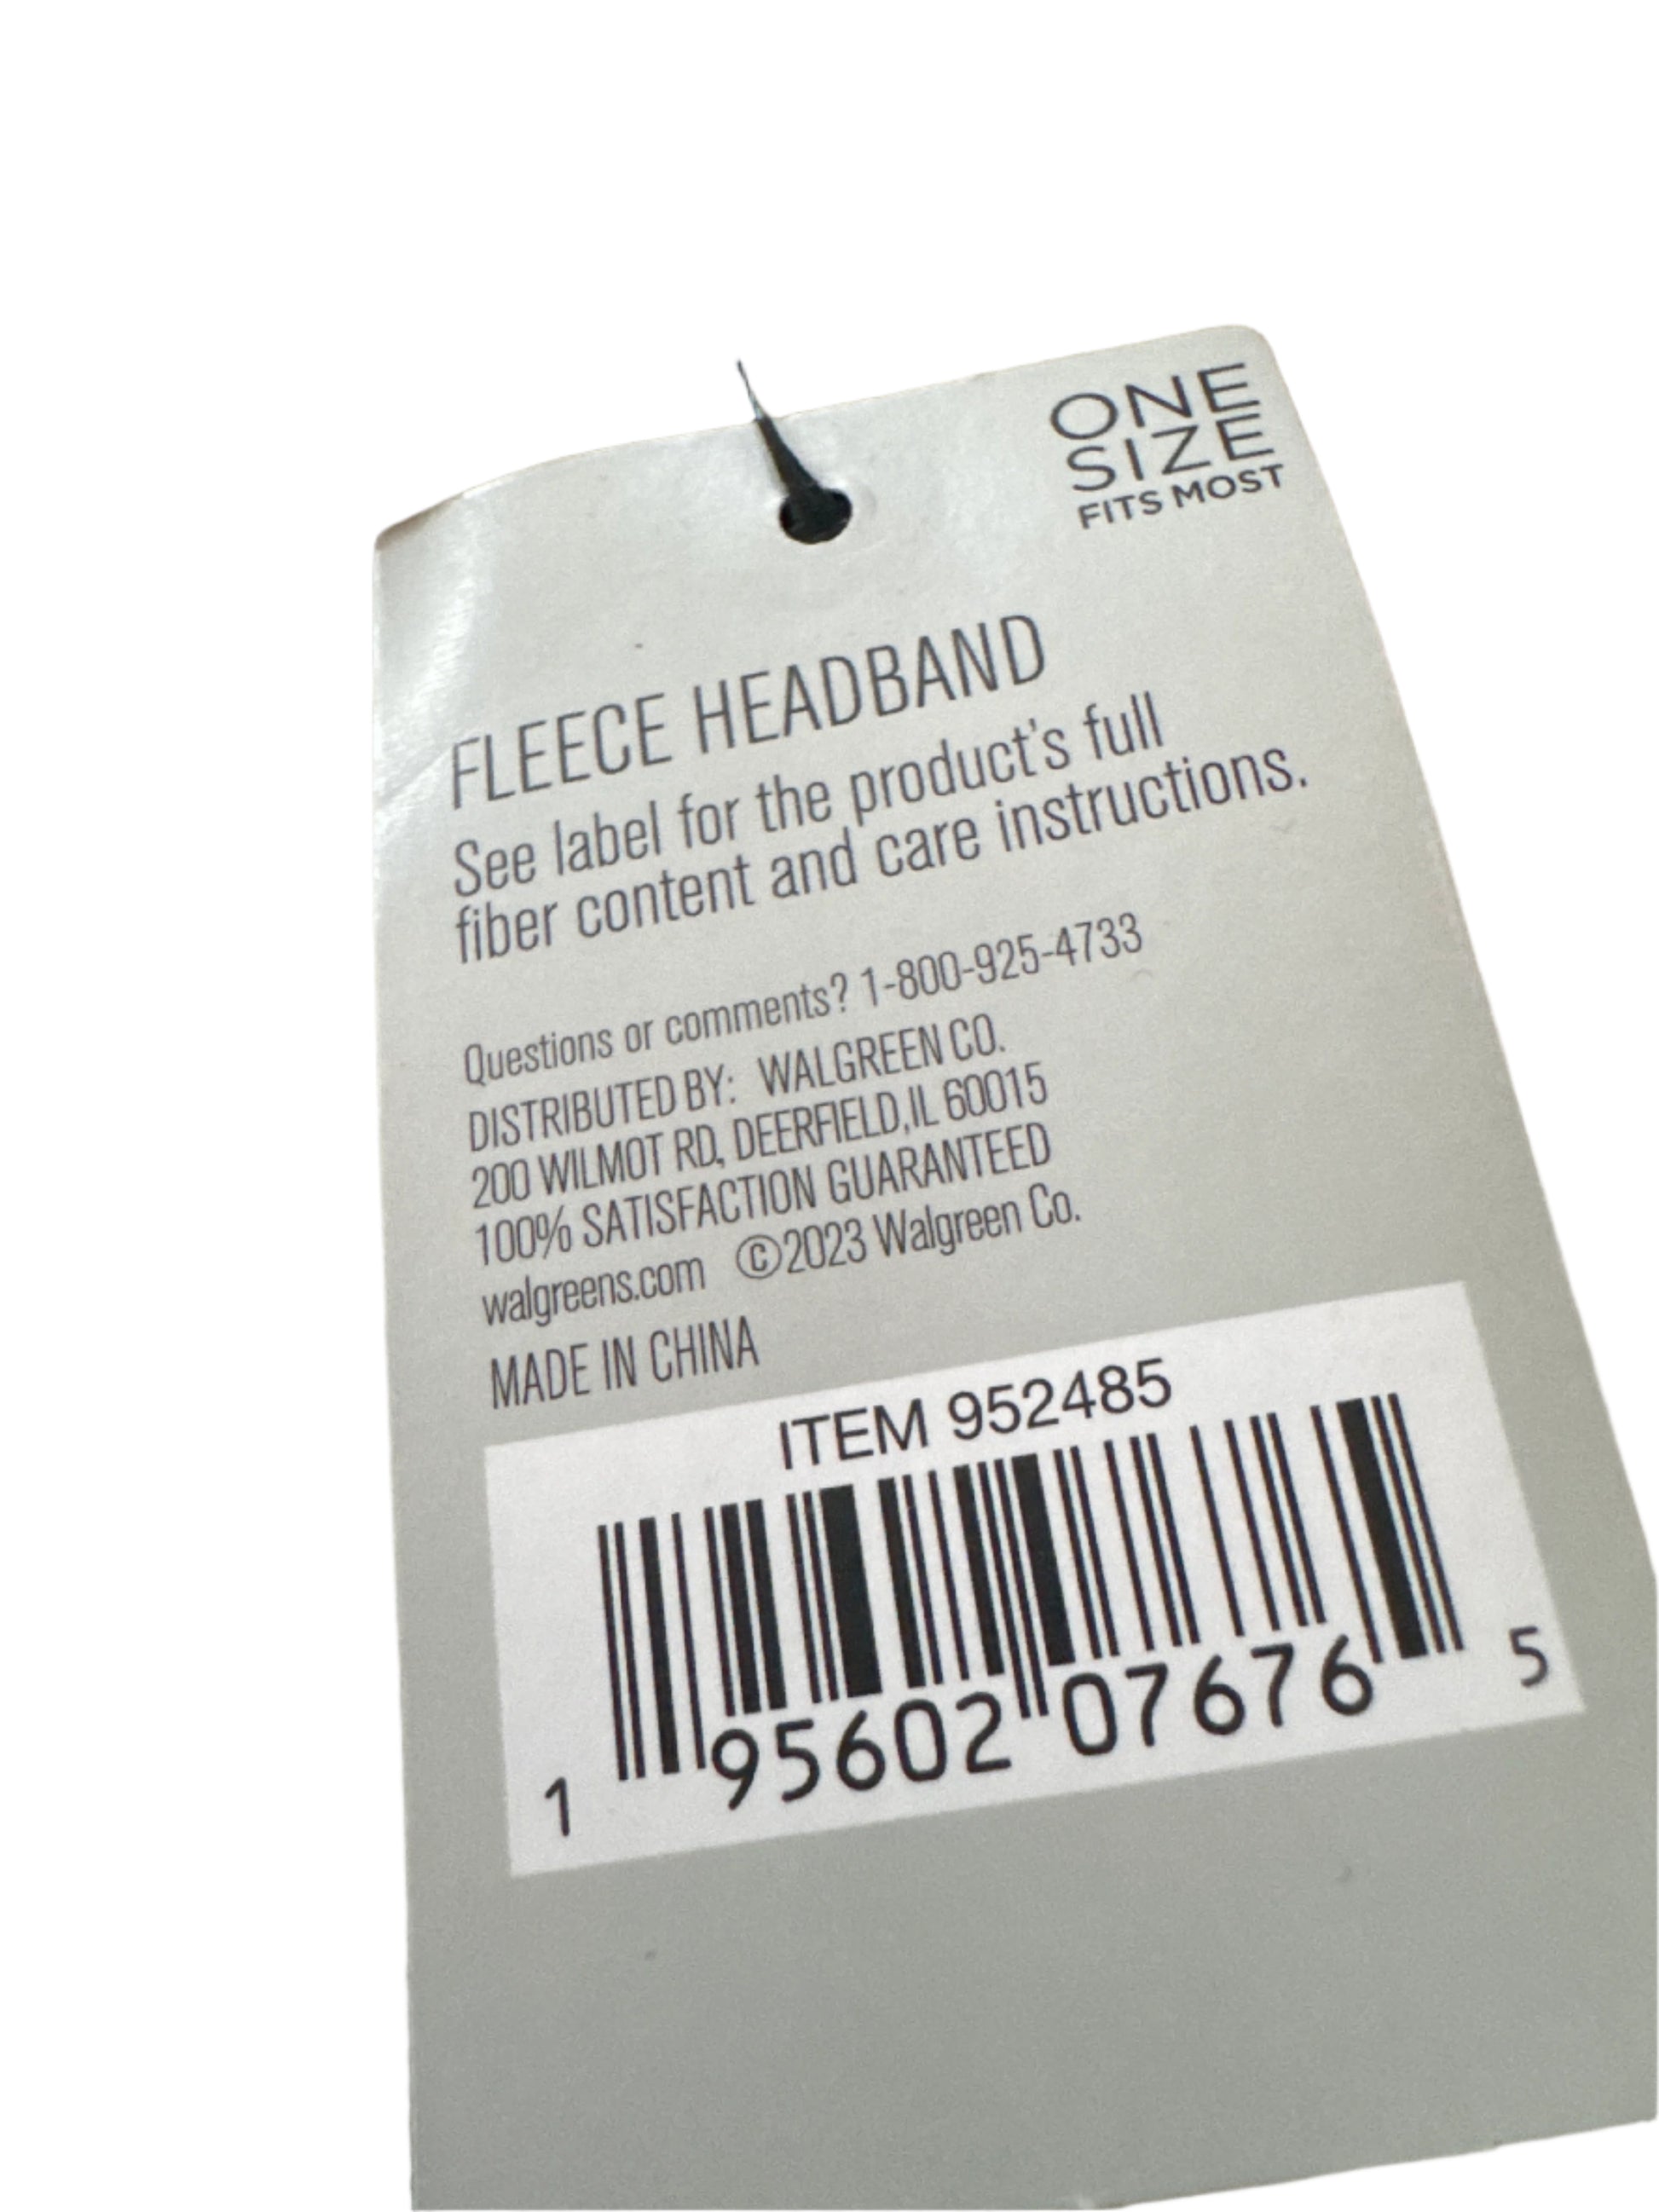 ONE
SIZE
FITS MOST
FLEECE HEADBAND
See label for the product's full
fiber content and care instructions.
Questions or comments? 1-800-925-4733
DISTRIBUTED BY: WALGREEN CO.
200 WILMOT RD, DEERFIELD, IL 60015
100% SATISFACTION GUARANTEED
walgreens.com ©2023 Walgreen Co.
MADE IN CHINA
ITEM 952485
1 95602 07676 5